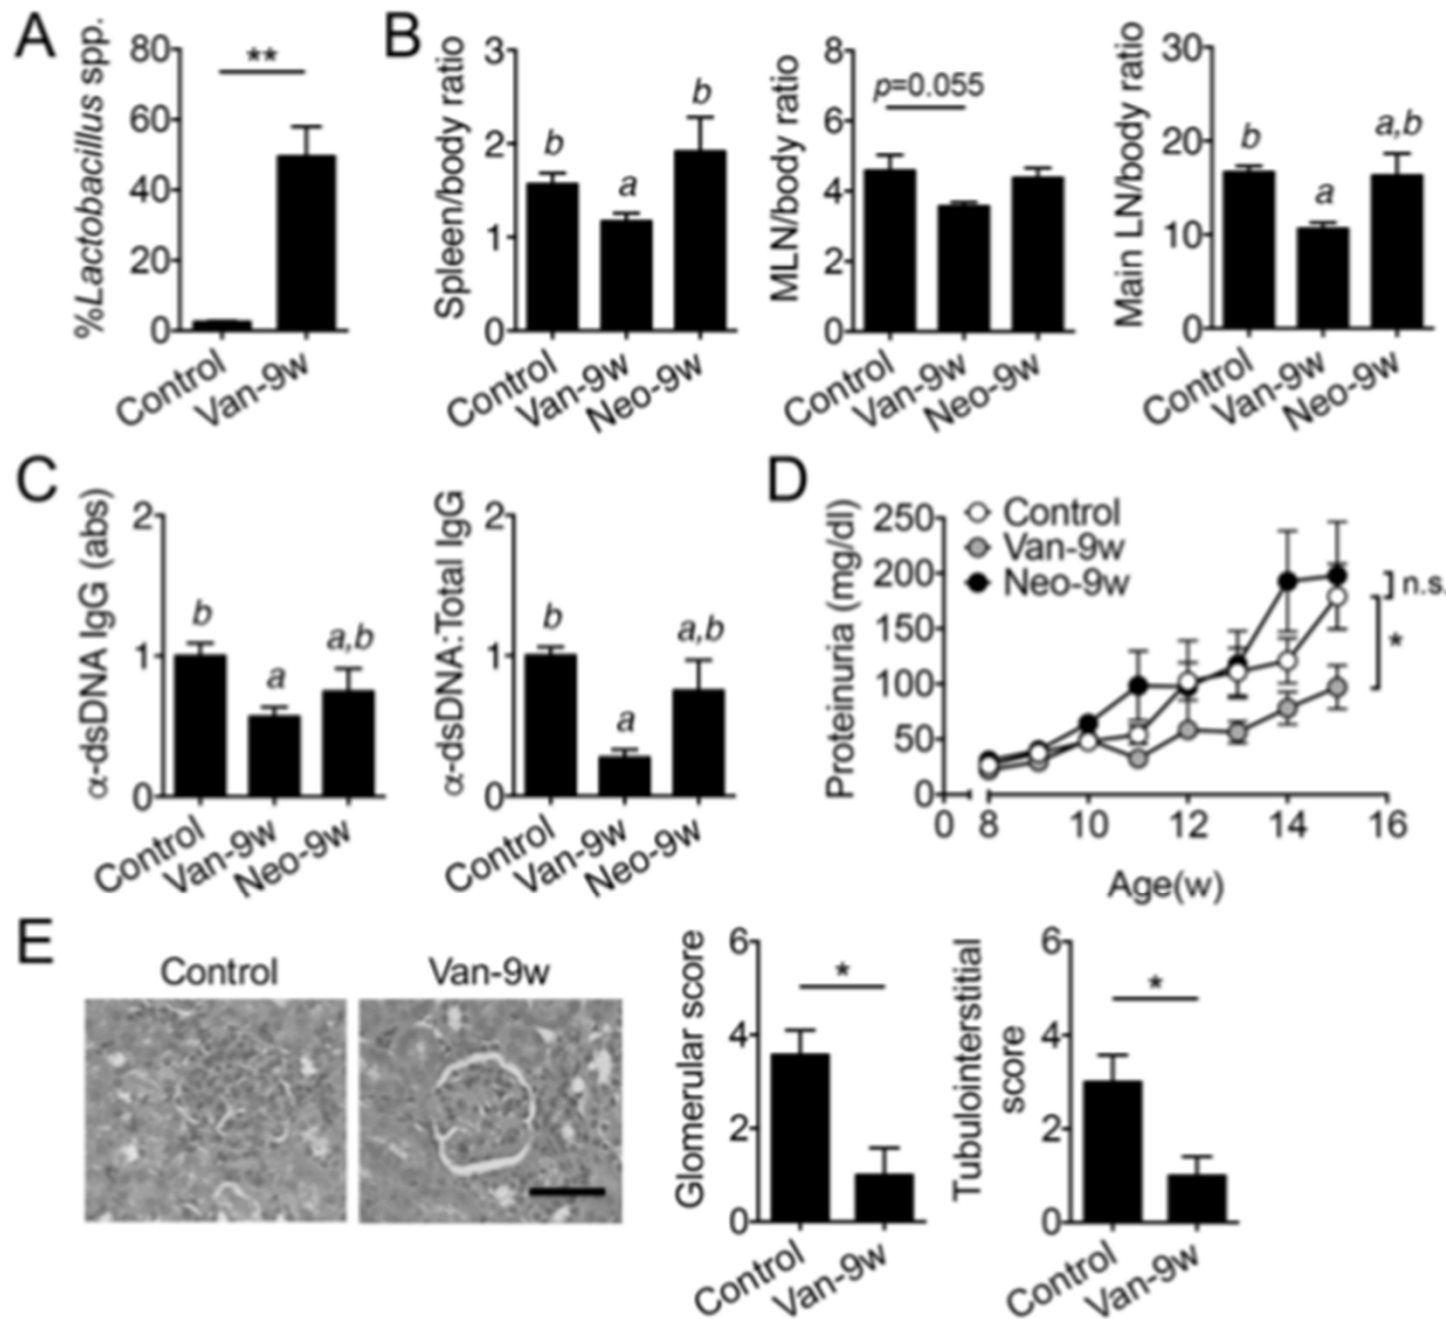 A
%Lactobacillus spp.
80
60
40
20
0
**
Control
Van-9w
B
Spleen/body ratio
3
2
1
0
b
a
b
Control
Van-9w
Neo-9w
MLN/body ratio
8
6
4
2
0
p=0.055
Control
Van-9w
Neo-9w
Main LN/body ratio
30
20
10
0
b
a
a,b
Control
Van-9w
Neo-9w
C
α-dsDNA IgG (abs)
2
1
0
b
a
a,b
Control
Van-9w
Neo-9w
α-dsDNA:Total IgG
2
1
0
b
a
a,b
Control
Van-9w
Neo-9w
D
Proteinuria (mg/dl)
250
200
150
100
50
0
Control
Van-9w
Neo-9w
n.s.
*
0 8 10 12 14 16
Age(w)
E
Control
Van-9w
Glomerular score
6
4
2
0
*
Control
Van-9w
Tubulointerstitial
score
6
4
2
0
*
Control
Van-9w